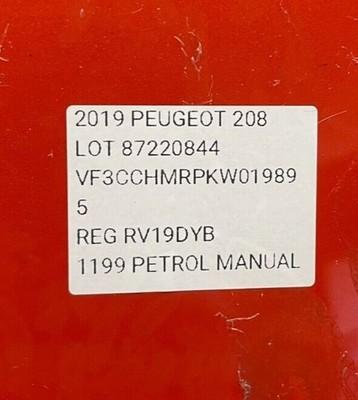 2019 PEUGEOT 208
LOT 87220844
VF3CCHMRPKW01989
5
REG RV19DYB
1199 PETROL MANUAL